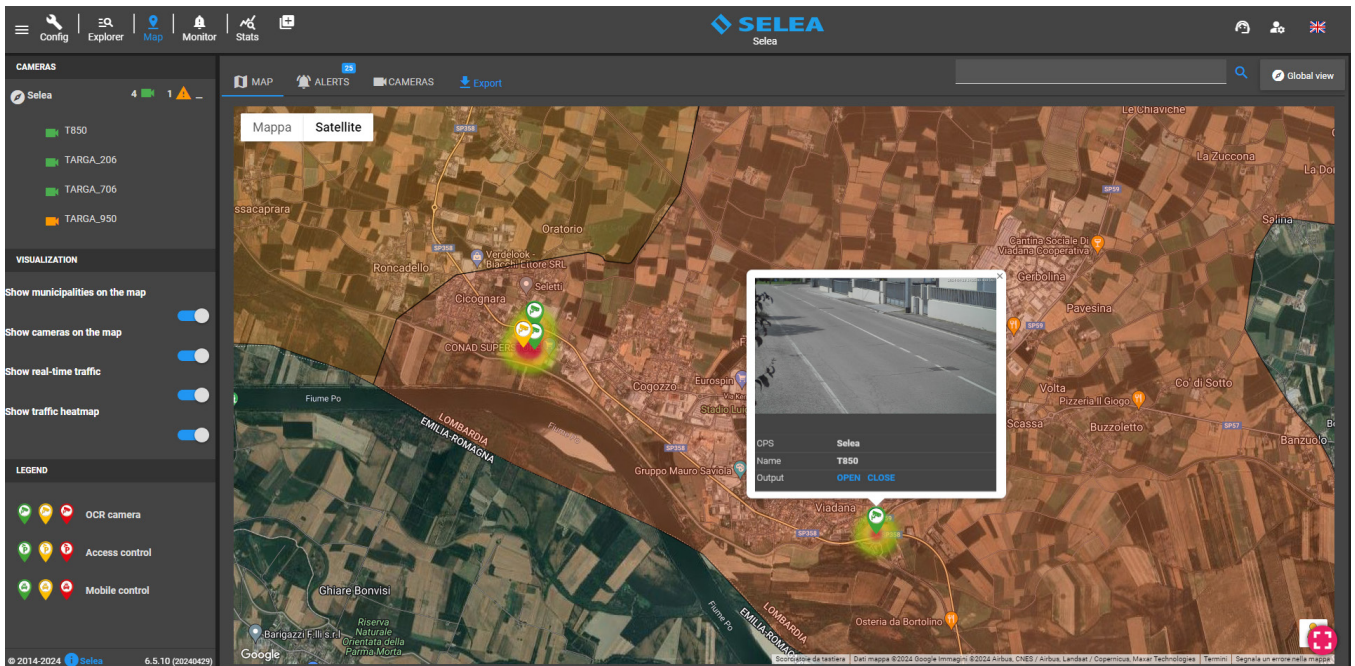 Config
Explorer
Map
Monitor
Stats
SELEA
Selea
CAMERAS
Selea 4 1
T850
TARGA_206
TARGA_706
TARGA_950
VISUALIZATION
Show municipalities on the map
Show cameras on the map
Show real-time traffic
Show traffic heatmap
LEGEND
OCR camera
Access control
Mobile control
© 2014-2024 Selea 6.5.10 (20240429)
MAP
ALERTS 25
CAMERAS
Export
Global view
Mappa Satellite
SP358
Le Chiaviche
La Zuccona
SP59
ssacaprara
Oratorio
Salina
Cantina Sociale Di
Viadana Cooperativa
SP358
Verdelook -
Biacchi Ettore SRL
Roncadello
Gerbolina
Seletti
Cicognara
Pavesina
SP59
CONAD SUPERS
Cogozzo
Eurospin
Stadio Lui
Volta
Co' di Sotto
Pizzeria Il Giogo
Fiume Po
LOMBARDIA
EMILIA-ROMAGNA
Scassa
Buzzoletto
SP57
Banzuolo
SP358
Gruppo Mauro Saviola
CPS Selea
Name T850
Output OPEN CLOSE
Viadana
SP358
Ghiare Bonvisi
Fiume Po
LOMBARDIA
EMILIA-ROMAGNA
Osteria da Bortolino
Riserva
Naturale
Orientata della
Parma Morta
Barigazzi F.lli s.r.l
Google
Scorciatoie da tastiera
Dati mappa ©2024 Google Immagini ©2024 Airbus, CNES / Airbus, Landsat / Copernicus, Maxar Technologies
Termini
Segnala un errore nella mappa